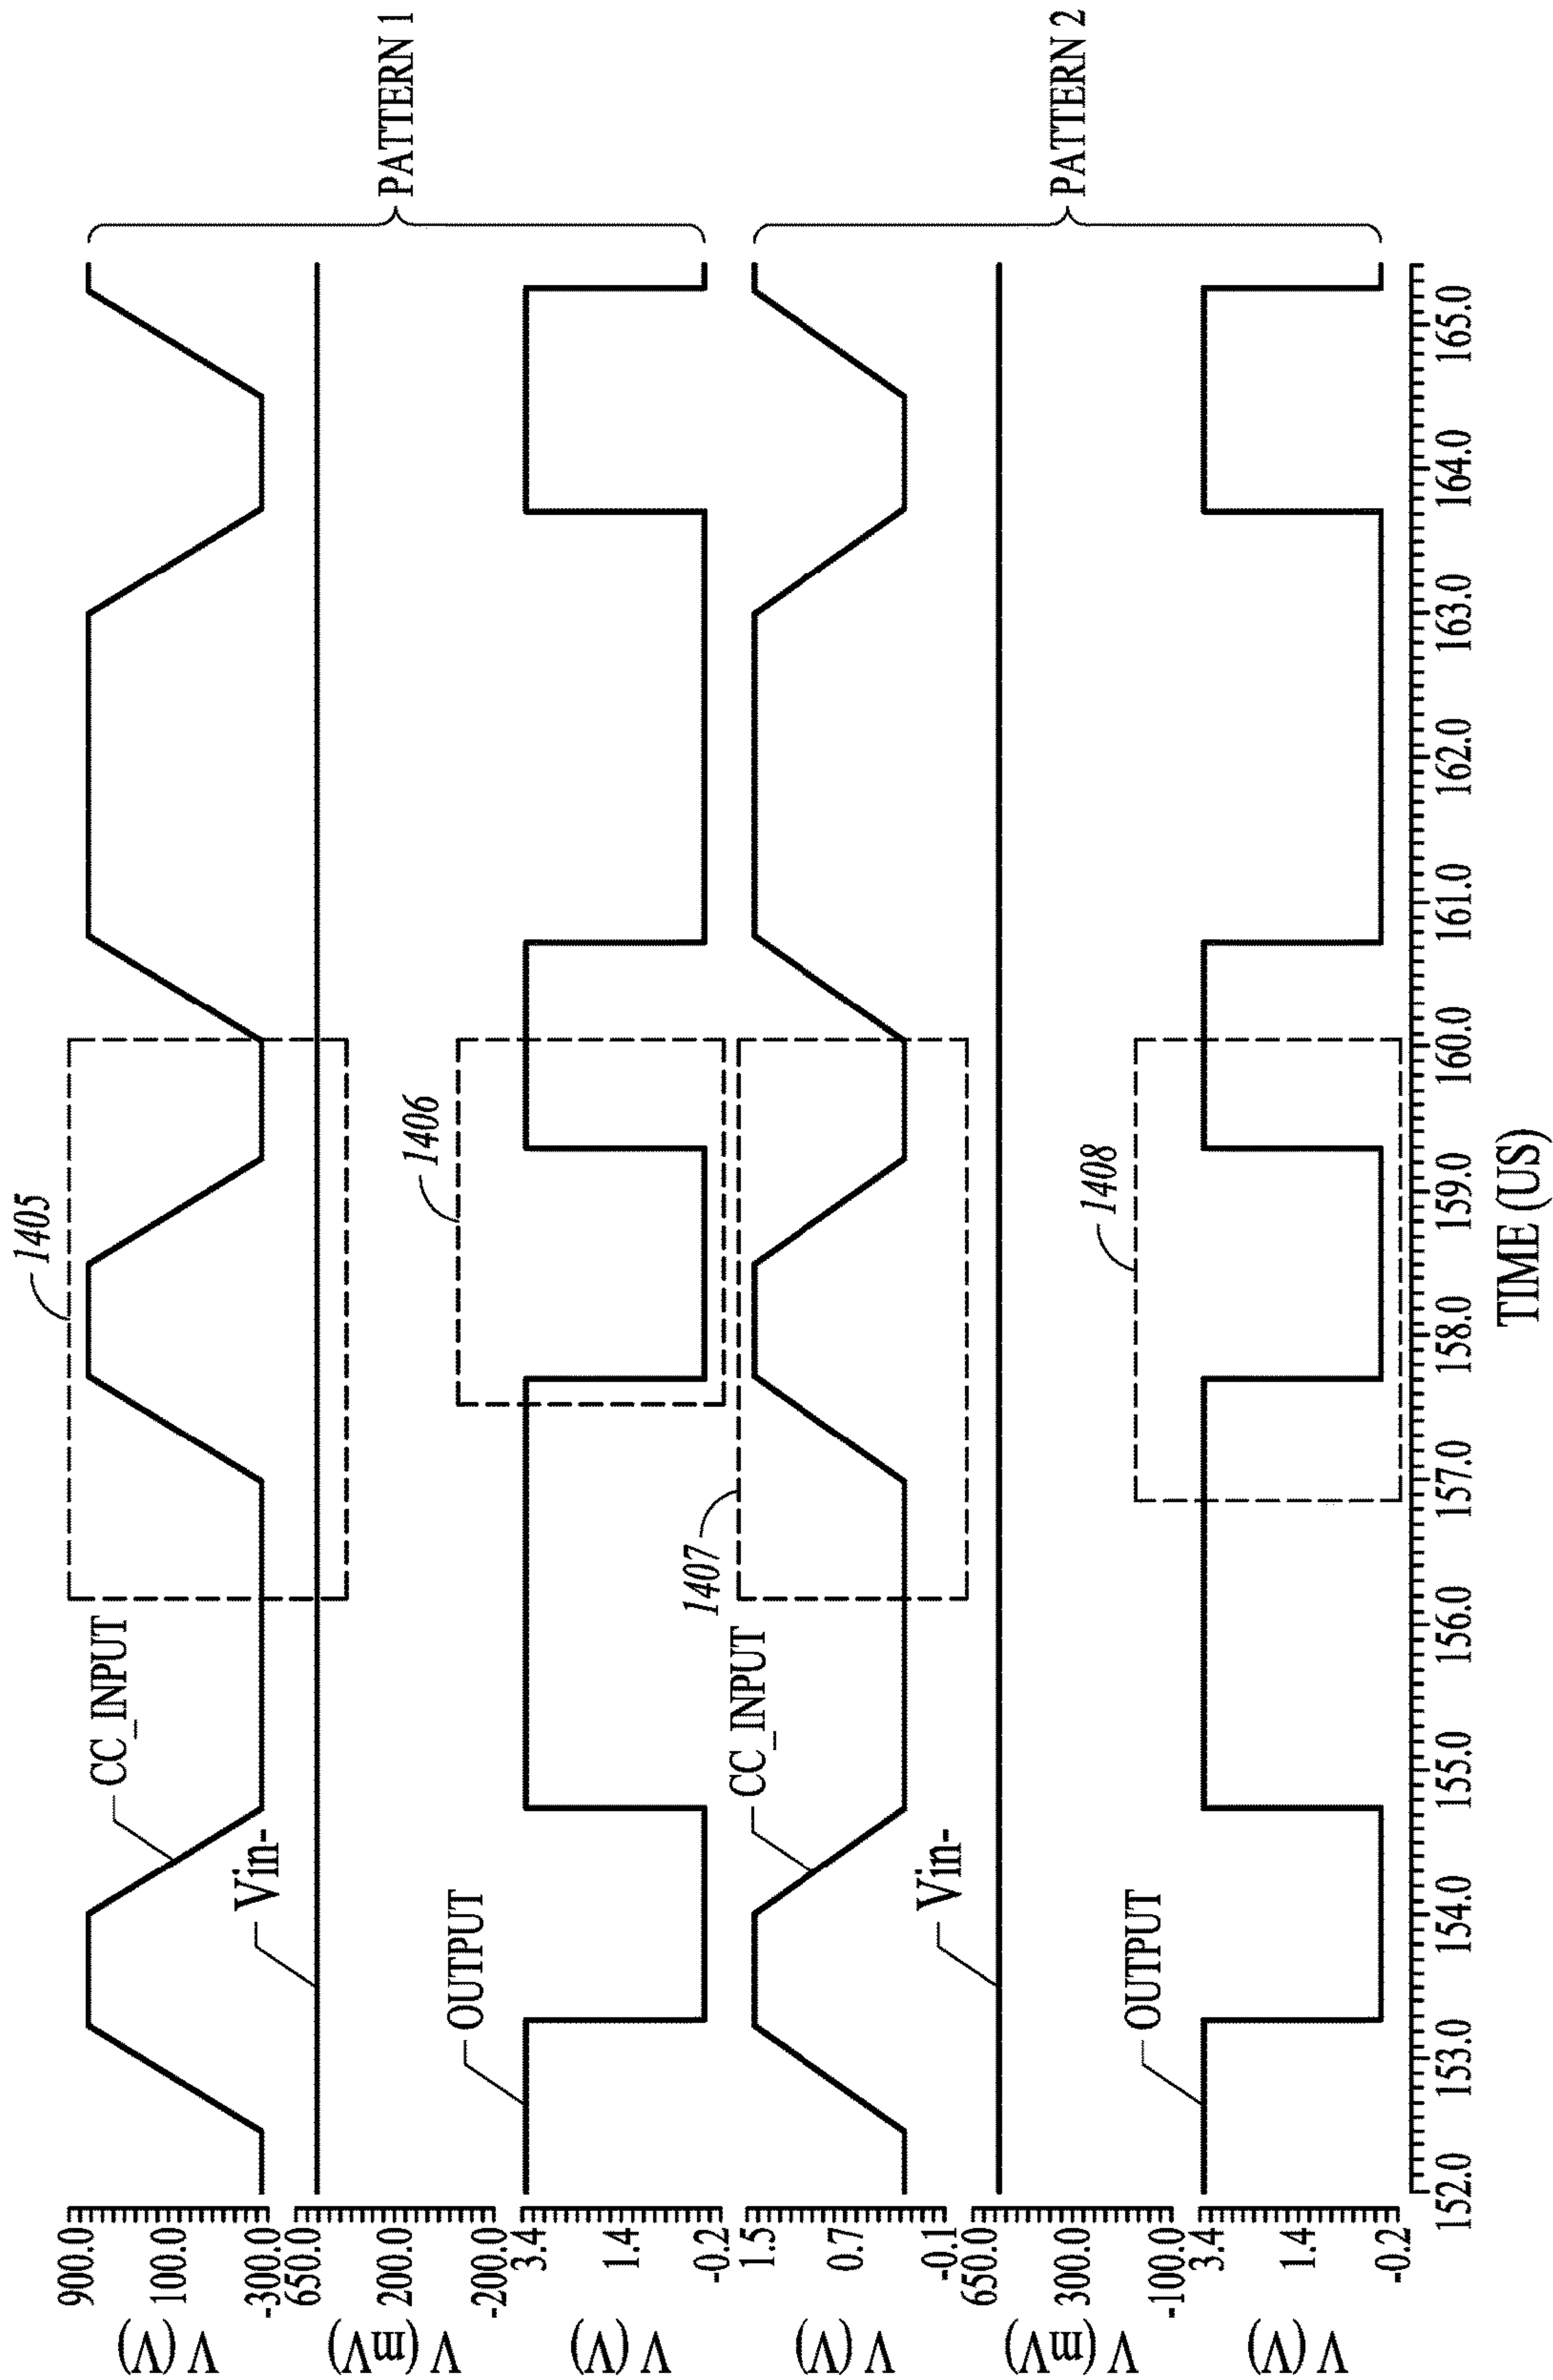 1405
CC_INPUT
900.0
100.0
-300.0
V (V)
Vin-
650.0
200.0
-200.0
V (mV)
1406
OUTPUT
3.4
1.4
-0.2
V (V)
PATTERN 1
1407
CC_INPUT
1.5
0.7
-0.1
V (V)
Vin-
650.0
300.0
-100.0
V (mV)
1408
OUTPUT
3.4
1.4
-0.2
V (V)
PATTERN 2
152.0 153.0 154.0 155.0 156.0 157.0 158.0 159.0 160.0 161.0 162.0 163.0 164.0 165.0
TIME (US)